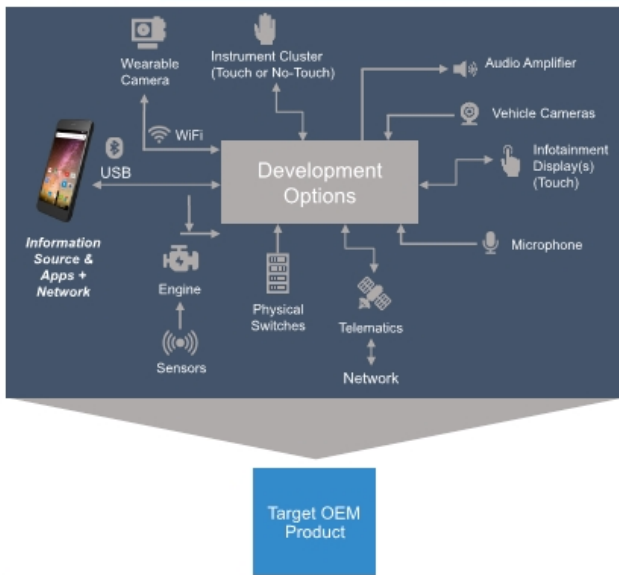 Wearable
Camera
Instrument Cluster
(Touch or No-Touch)
Audio Amplifier
Vehicle Cameras
WiFi
USB
Development
Options
Infotainment
Display(s)
(Touch)
Information
Source &
Apps +
Network
Microphone
Engine
Physical
Switches
Telematics
Sensors
Network
Target OEM
Product